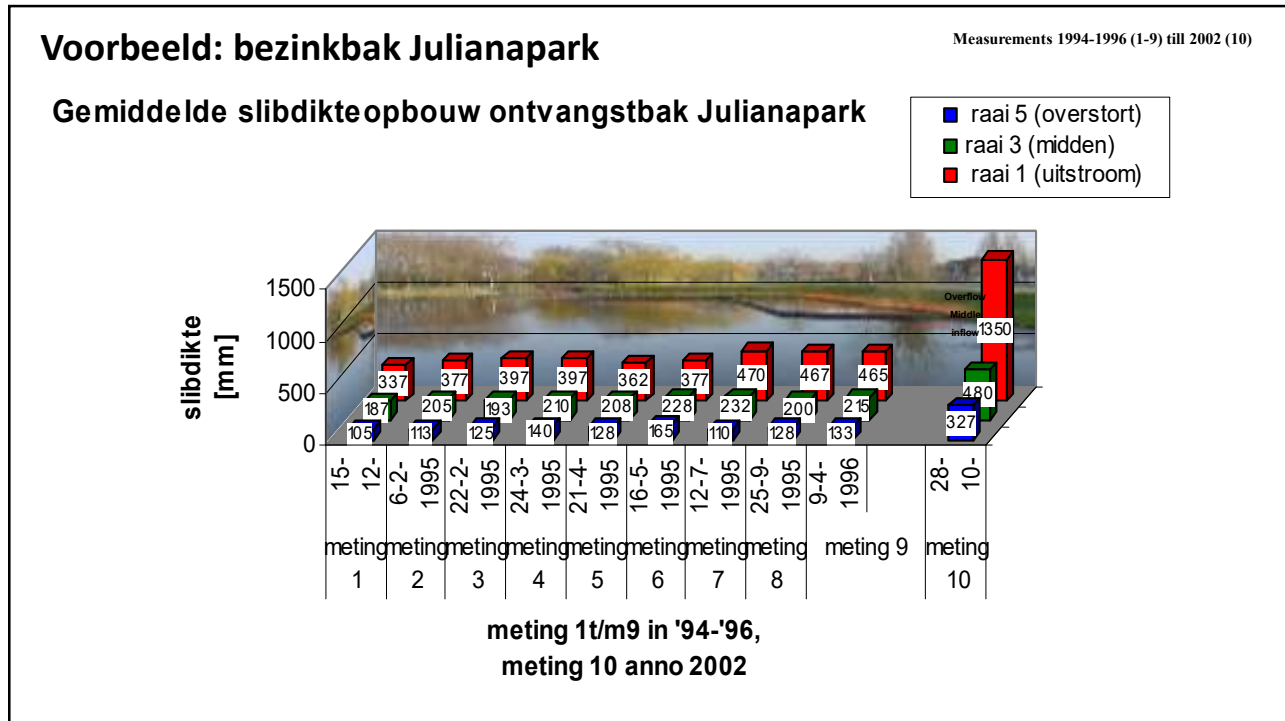 Voorbeeld: bezinkbak Julianapark
Measurements 1994-1996 (1-9) till 2002 (10)
Gemiddelde slibdikteopbouw ontvangstbak Julianapark
raai 5 (overstort)
raai 3 (midden)
raai 1 (uitstroom)
slibdikte
[mm]
1500
1000
500
0
Overflow
Middle
inflow
337 377 397 397 362 377 470 467 465 1350
187 205 193 210 208 228 232 200 215 480
105 113 125 140 128 165 110 128 133 327
15-
12-
6-2-
1995
22-2-
1995
24-3-
1995
21-4-
1995
16-5-
1995
12-7-
1995
25-9-
1995
9-4-
1996
28-
10-
meting meting meting meting meting meting meting meting meting 9 meting
1 2 3 4 5 6 7 8 10
meting 1t/m9 in '94-'96,
meting 10 anno 2002